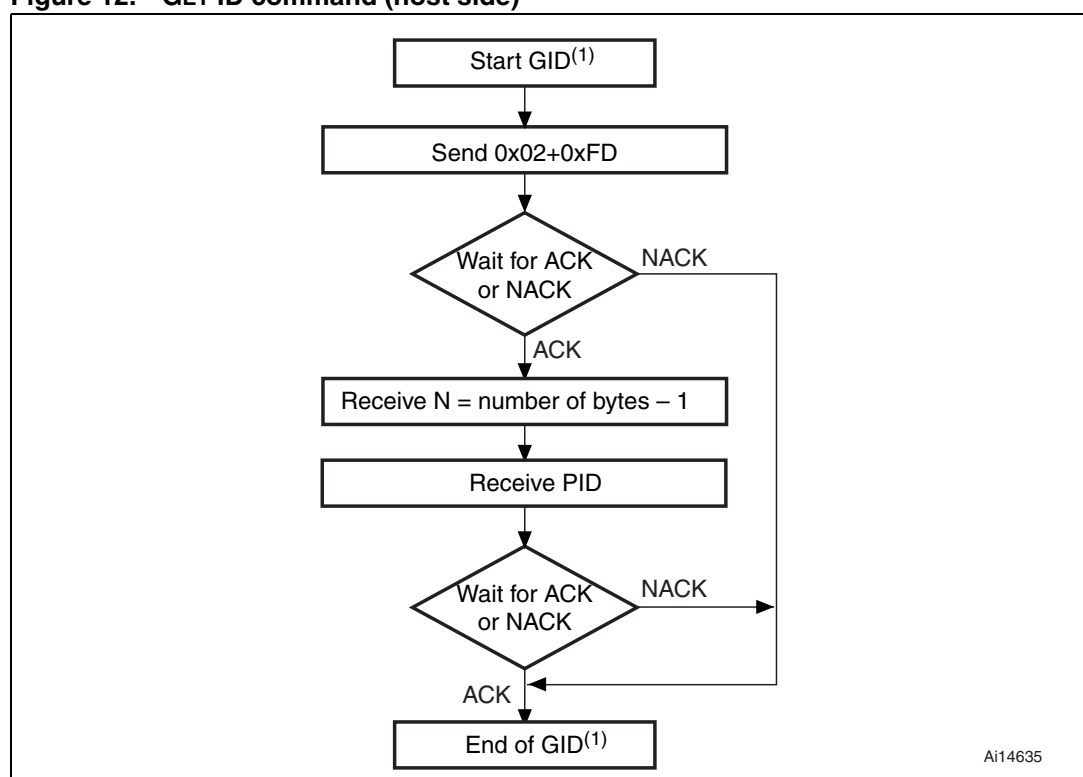 Figure 12. GET ID command (host side)
Start GID(1)
Send 0x02+0xFD
Wait for ACK
or NACK
NACK
ACK
Receive N = number of bytes – 1
Receive PID
Wait for ACK
or NACK
NACK
ACK
End of GID(1)
Ai14635